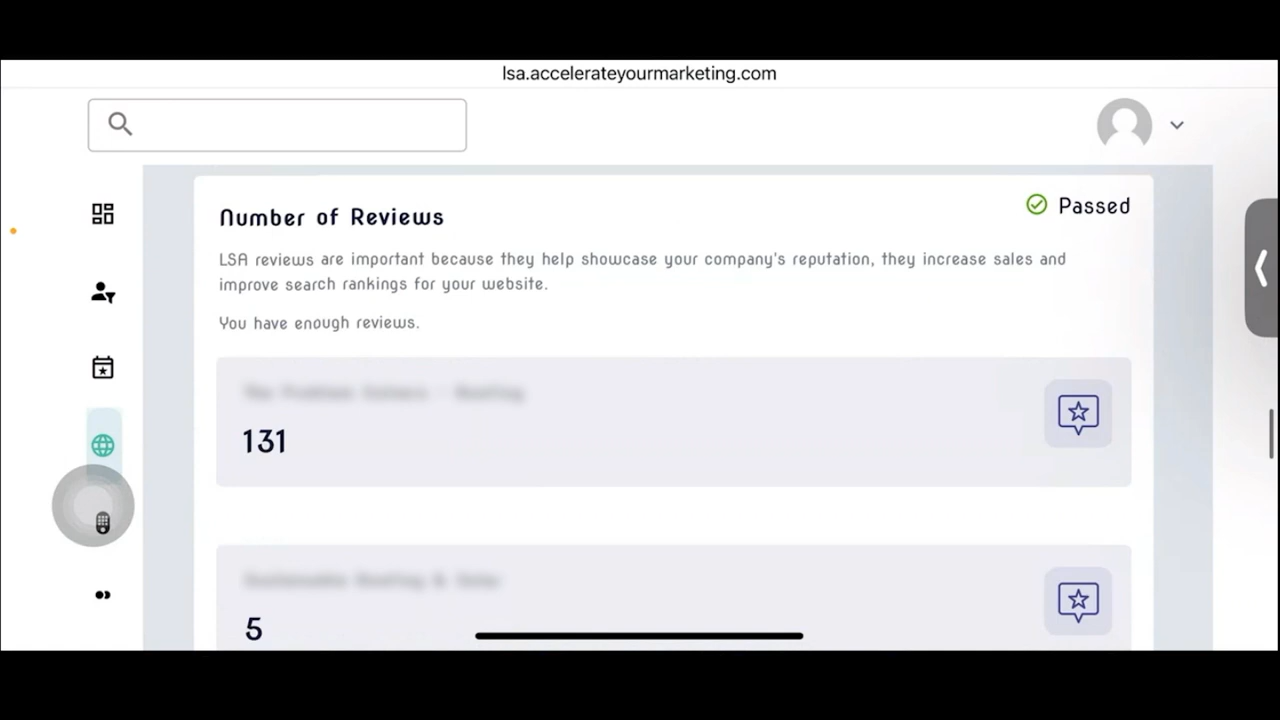 lsa.accelerateyourmarketing.com
Number of Reviews
Passed
LSA reviews are important because they help showcase your company's reputation, they increase sales and
improve search rankings for your website.
You have enough reviews.
131
5